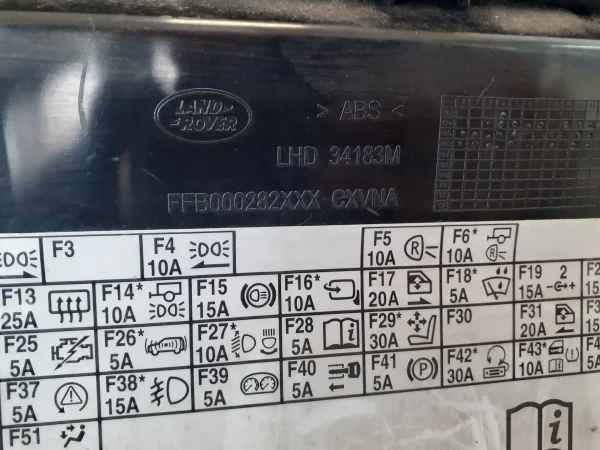 LAND-
-ROVER
> ABS <
LHD 34183M
FFB000282XXX CXVNA
F3 F4 F5 F6*
10A 10A 10A
F13 F14* F15 F16* F17 F18* F19 2
25A 10A 15A 10A 20A 5A 15A
F25 F26* F27* F28 F29* F30 F31
5A 5A 10A 5A 30A 20A
F37 F38* F39 F40 F41 F42* F43*
5A 15A 5A 5A 5A 30A 10A
F51